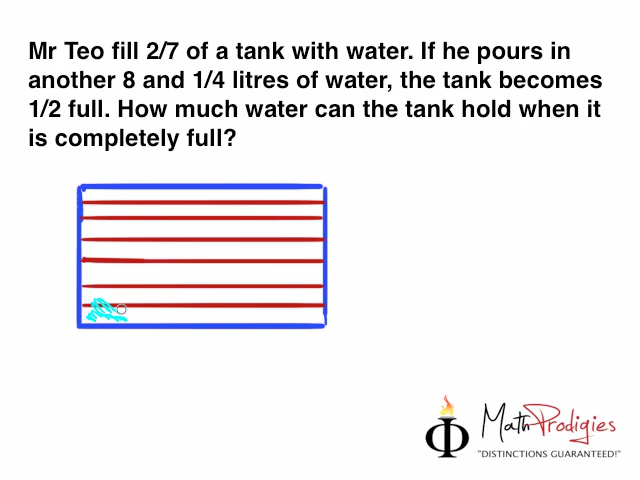 Mr Teo fill 2/7 of a tank with water. If he pours in
another 8 and 1/4 litres of water, the tank becomes
1/2 full. How much water can the tank hold when it
is completely full?
Math Prodigies
"DISTINCTIONS GUARANTEED!"